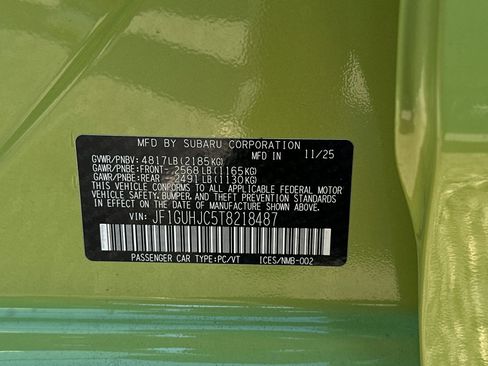 MFD BY SUBARU CORPORATION
GVWR/PNBV: 4817LB(2185KG) MFD IN 11/25
GAWR/PNBE:FRONT- 2568LB(1165KG)
GAWR/PNBE:REAR -2491LB(1130KG)
THIS VEHICLE CONFORMS TO ALL APPLICABLE FEDERAL MOTOR
VEHICLE SAFETY, BUMPER, AND THEFT PREVENTION STANDARDS
IN EFFECT ON THE DATE OF MANUFACTURE SHOWN ABOVE.
VIN: JF1GUHJC5T8218487
PASSENGER CAR TYPE:PC/VT ICES/NMB-002